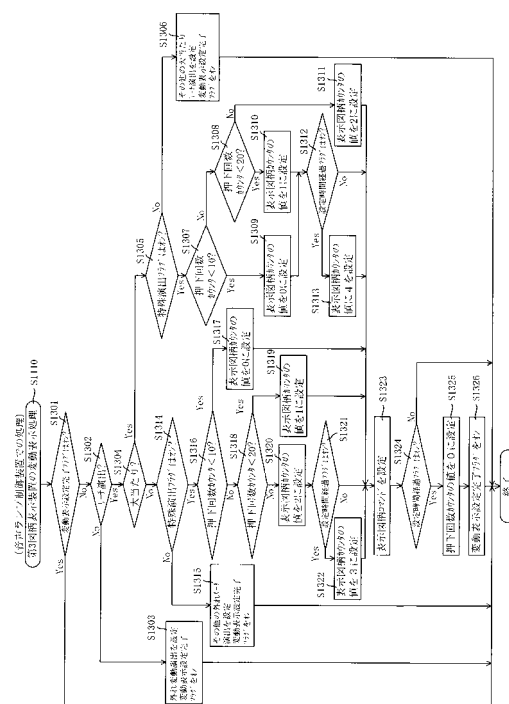 (音声ランプ制御装置での処理)
第3図柄表示装置の変動表示処理
S1110
S1301
変動表示設定完了フラグはオン?
Yes
No
S1302
リーチ演出?
No
Yes
S1303
外れ変動演出を設定
変動表示設定完了
フラグをオン
S1304
大当たり?
Yes
No
S1305
特殊演出フラグはオン?
No
Yes
S1306
その他の大当たり
リーチ演出を設定
変動表示設定完了
フラグをオン
S1307
押下回数
カウンタ<10?
No
Yes
S1308
押下回数
カウンタ<20?
No
Yes
S1309
表示図柄カウンタの
値を0に設定
S1310
表示図柄カウンタの
値を1に設定
S1311
表示図柄カウンタの
値を2に設定
S1312
設定時間経過フラグはオン?
Yes
No
S1313
表示図柄カウンタの
値に4を設定
S1314
特殊演出フラグはオン?
No
Yes
S1315
その他の外れリーチ
演出を設定
変動表示設定完了
フラグをオン
S1316
押下回数カウンタ<10?
Yes
No
S1317
表示図柄カウンタの
値を0に設定
S1318
押下回数カウンタ<20?
Yes
No
S1319
表示図柄カウンタの
値を1に設定
S1320
表示図柄カウンタの
値を2に設定
S1321
設定時間経過フラグはオン?
Yes
No
S1322
表示図柄カウンタの
値を3に設定
S1323
表示図柄コマンドを設定
S1324
設定時間経過フラグはオン?
No
Yes
S1325
押下回数カウンタの値を0に設定
S1326
変動表示設定完了フラグをオン
終了